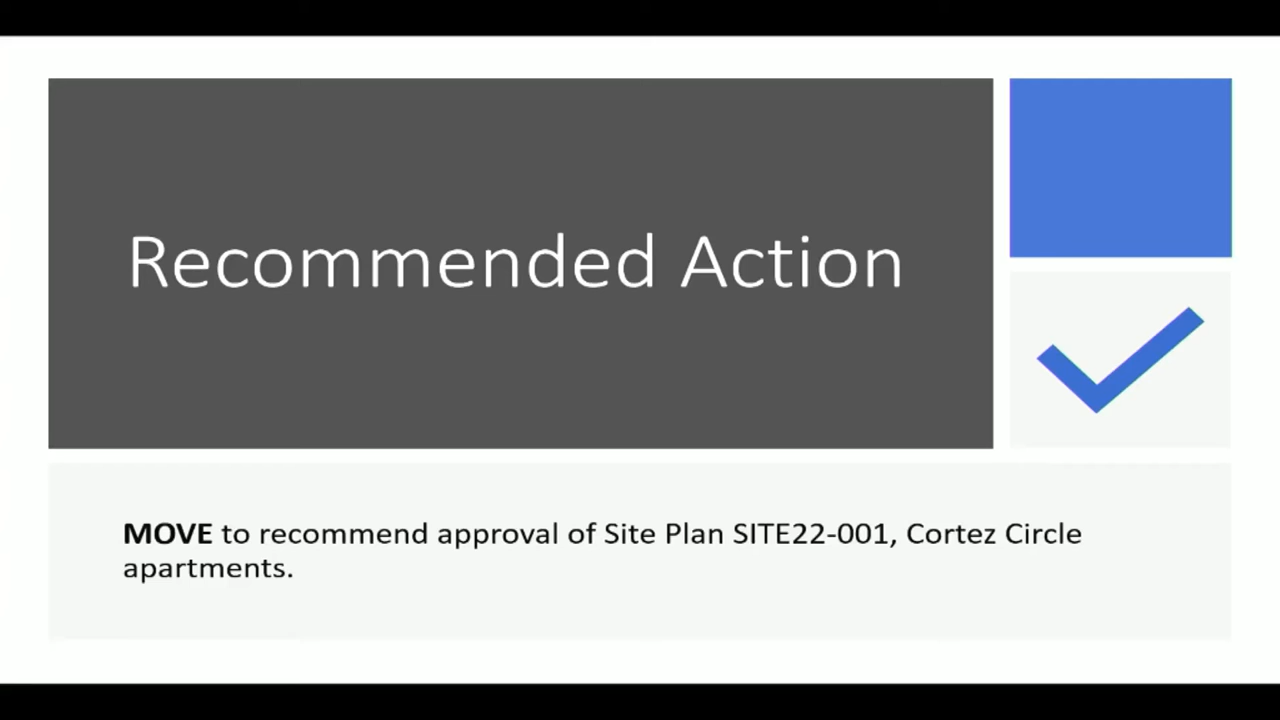 Recommended Action
MOVE to recommend approval of Site Plan SITE22-001, Cortez Circle
apartments.